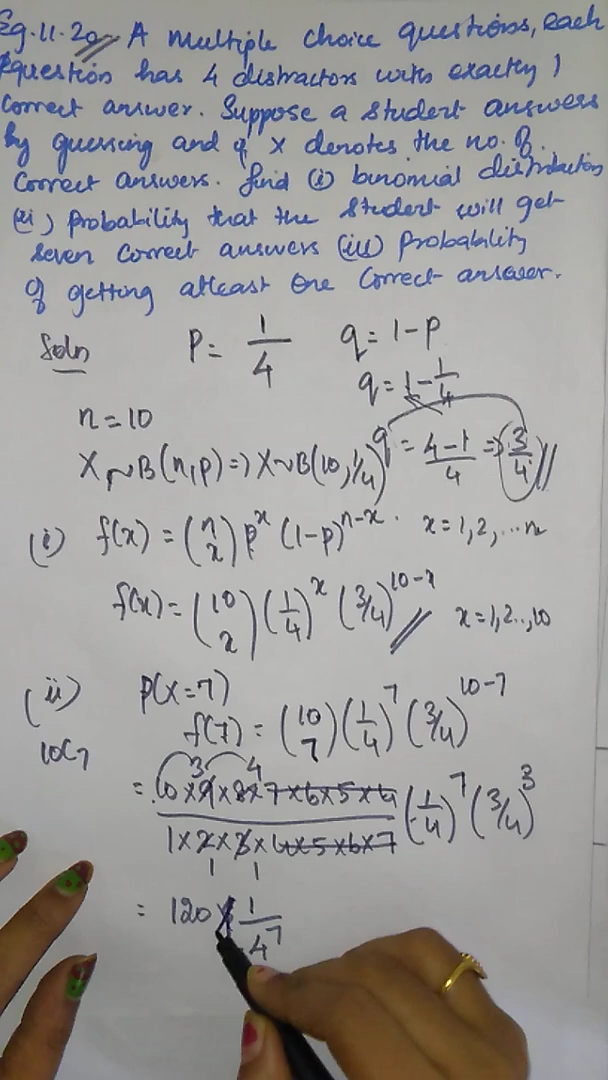 Eg.11.20 A multiple choice questions, each
question has 4 distractors with exactly 1
correct answer. Suppose a student answers
by guessing and if X denotes the no. of
correct answers. find (i) binomial distribution
(ii) probability that the student will get
seven correct answers (iii) probability
of getting atleast one correct answer.
Soln P = 1/4 q = 1-P
q = 1 - 1/4
n = 10 q = 4-1/4 => (3/4)//
X ~ B(n,p) => X ~ B(10, 1/4)
(i) f(x) = (n x) p^x (1-p)^n-x . x = 1,2,...n
f(x) = (10 x) (1/4)^x (3/4)^10-x // x = 1,2..,10
(ii) P(X=7)
f(7) = (10 7) (1/4)^7 (3/4)^10-7
10C7
3 4
= 10×9×8×7×6×5×4 / 1×2×3×4×5×6×7 (1/4)^7 (3/4)^3
1 1
= 120 1/4^7